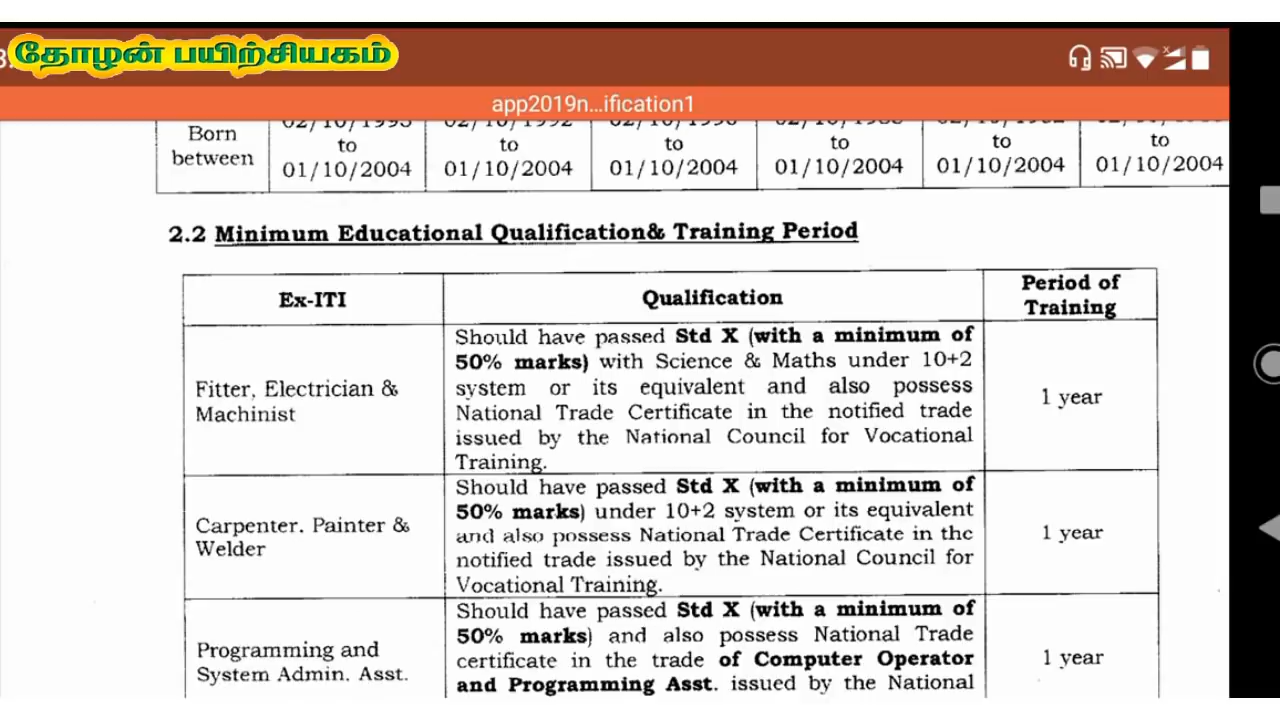 தோழன் பயிற்சியகம்
app2019n...ification1
Born
between
to
to
to
to
to
to
01/10/2004
01/10/2004
01/10/2004
01/10/2004
01/10/2004
01/10/2004
2.2 Minimum Educational Qualification& Training Period
Ex-ITI
Qualification
Period of
Training
Fitter, Electrician &
Machinist
Should have passed Std X (with a minimum of
50% marks) with Science & Maths under 10+2
system or its equivalent and also possess
National Trade Certificate in the notified trade
issued by the National Council for Vocational
Training.
1 year
Carpenter. Painter &
Welder
Should have passed Std X (with a minimum of
50% marks) under 10+2 system or its equivalent
and also possess National Trade Certificate in the
notified trade issued by the National Council for
Vocational Training.
1 year
Programming and
System Admin. Asst.
Should have passed Std X (with a minimum of
50% marks) and also possess National Trade
certificate in the trade of Computer Operator
and Programming Asst. issued by the National
1 year